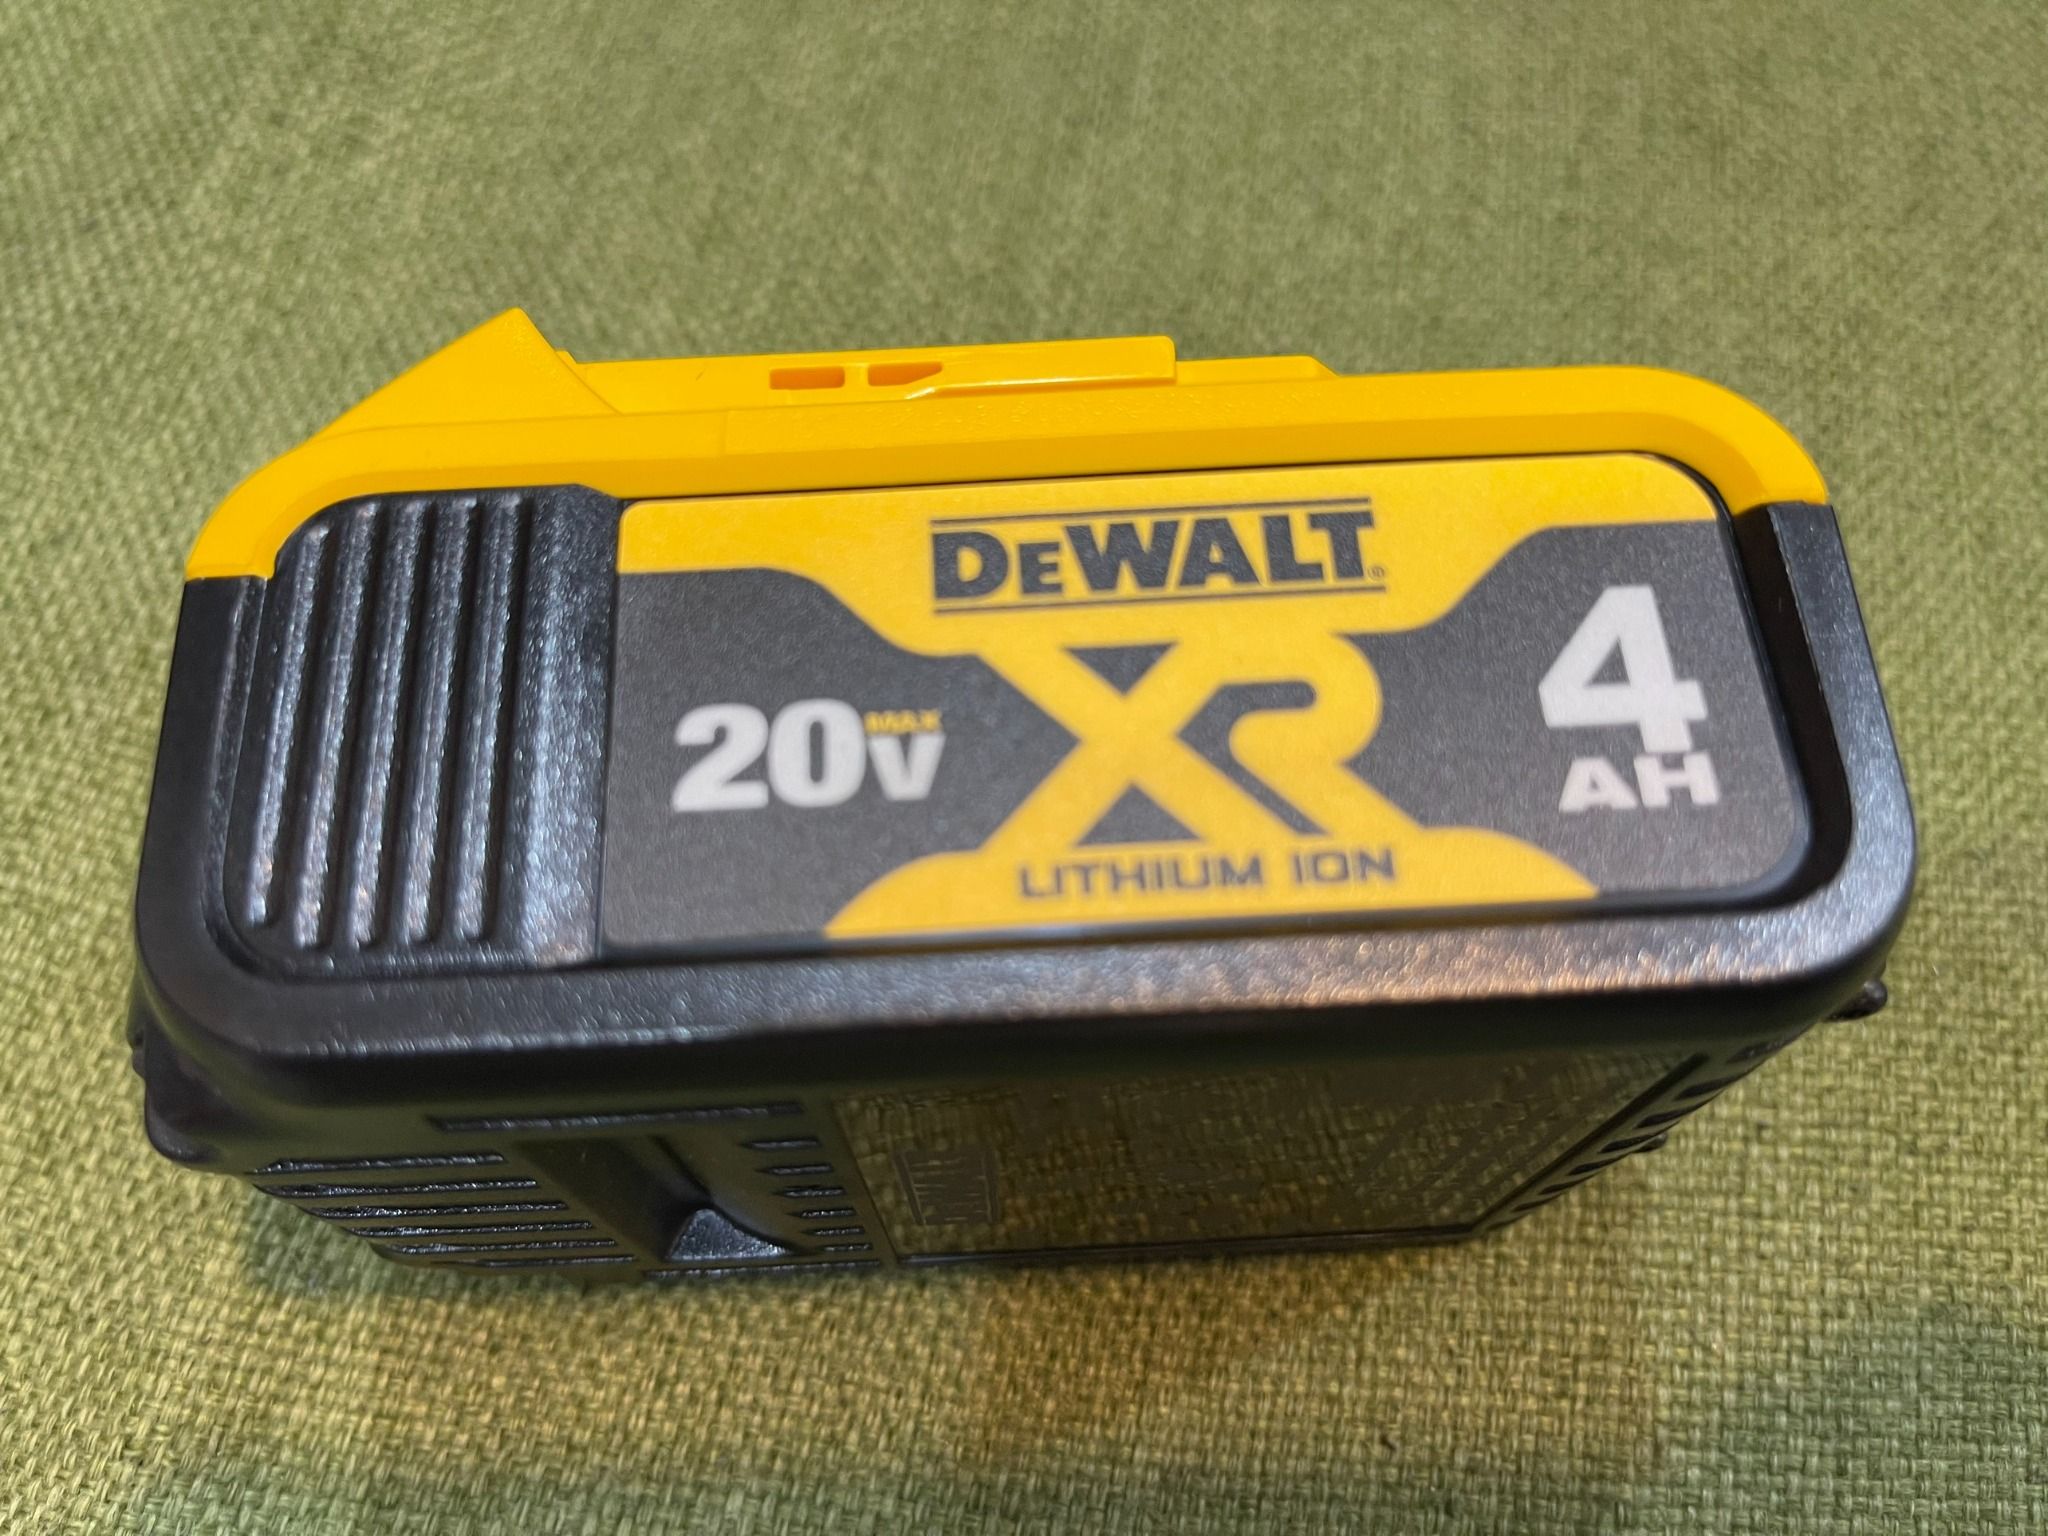 DEWALT®
XR
20V MAX
4
AH
LITHIUM ION